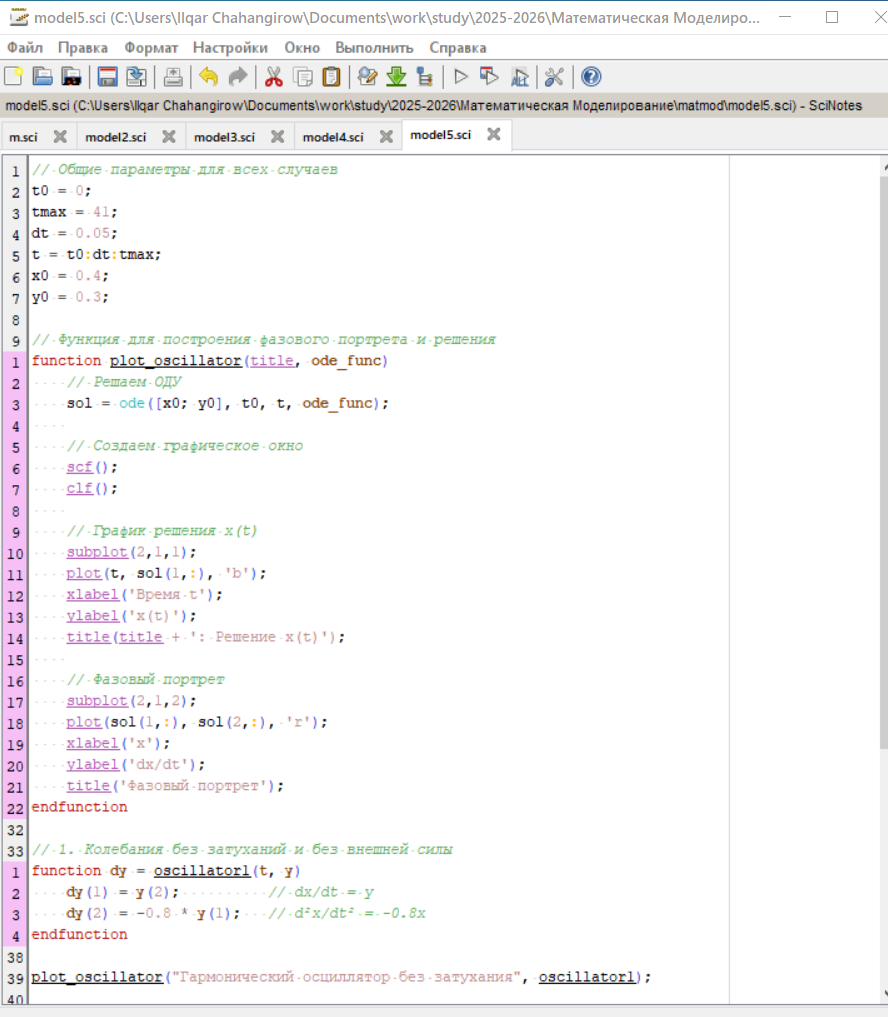 model5.sci (C:\Users\Ilqar Chahangirow\Documents\work\study\2025-2026\Математическая Моделиро...
Файл Правка Формат Настройки Окно Выполнить Справка
model5.sci (C:\Users\Ilqar Chahangirow\Documents\work\study\2025-2026\Математическая Моделирование\matmod\model5.sci) - SciNotes
m.sci model2.sci model3.sci model4.sci model5.sci
1 // Общие параметры для всех случаев
2 t0 = 0;
3 tmax = 41;
4 dt = 0.05;
5 t = t0:dt:tmax;
6 x0 = 0.4;
7 y0 = 0.3;
8
9 // Функция для построения фазового портрета и решения
1 function plot_oscillator(title, ode_func)
2 // Решаем ОДУ
3 sol = ode([x0; y0], t0, t, ode_func);
4
5 // Создаем графическое окно
6 scf();
7 clf();
8
9 // График решения x(t)
10 subplot(2,1,1);
11 plot(t, sol(1,:), 'b');
12 xlabel('Время t');
13 ylabel('x(t)');
14 title(title + ': Решение x(t)');
15
16 // Фазовый портрет
17 subplot(2,1,2);
18 plot(sol(1,:), sol(2,:), 'r');
19 xlabel('x');
20 ylabel('dx/dt');
21 title('Фазовый портрет');
22 endfunction
32
33 // 1. Колебания без затуханий и без внешней силы
1 function dy = oscillator1(t, y)
2 dy(1) = y(2); // dx/dt = y
3 dy(2) = -0.8 * y(1); // d²x/dt² = -0.8x
4 endfunction
38
39 plot_oscillator("Гармонический осциллятор без затухания", oscillator1);
40